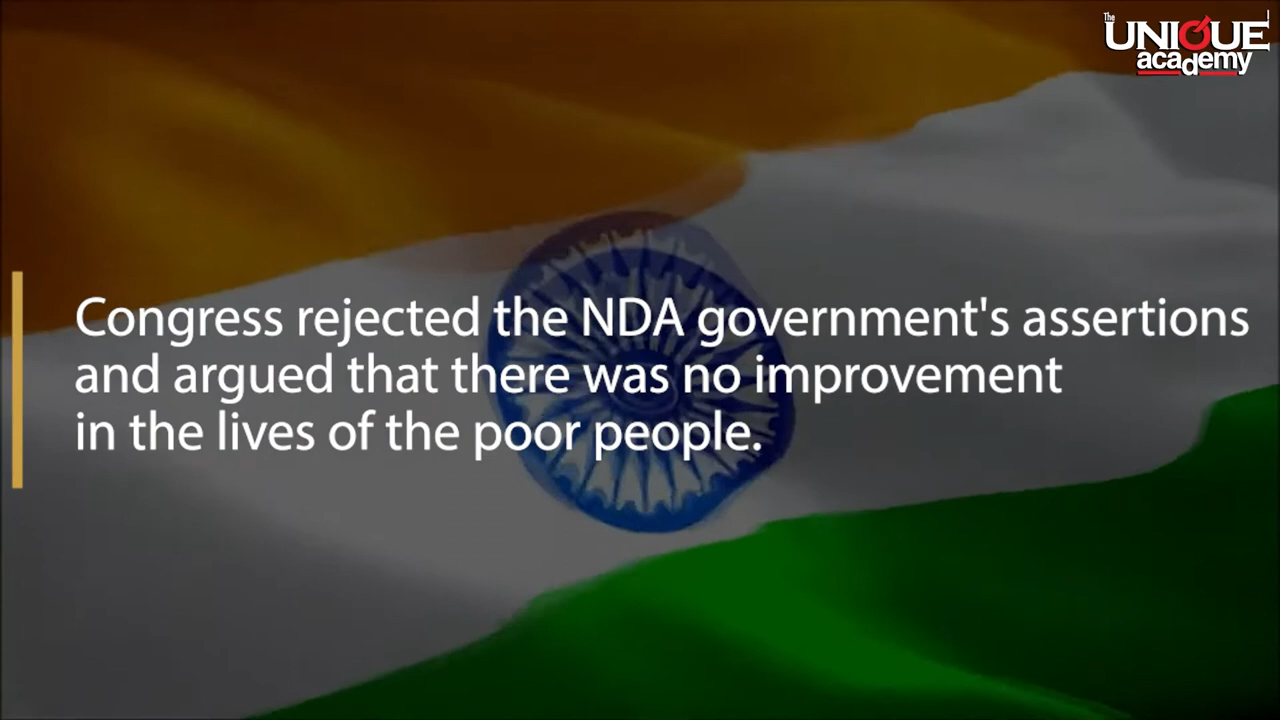 The
UNIQUE
academy
Congress rejected the NDA government's assertions
and argued that there was no improvement
in the lives of the poor people.